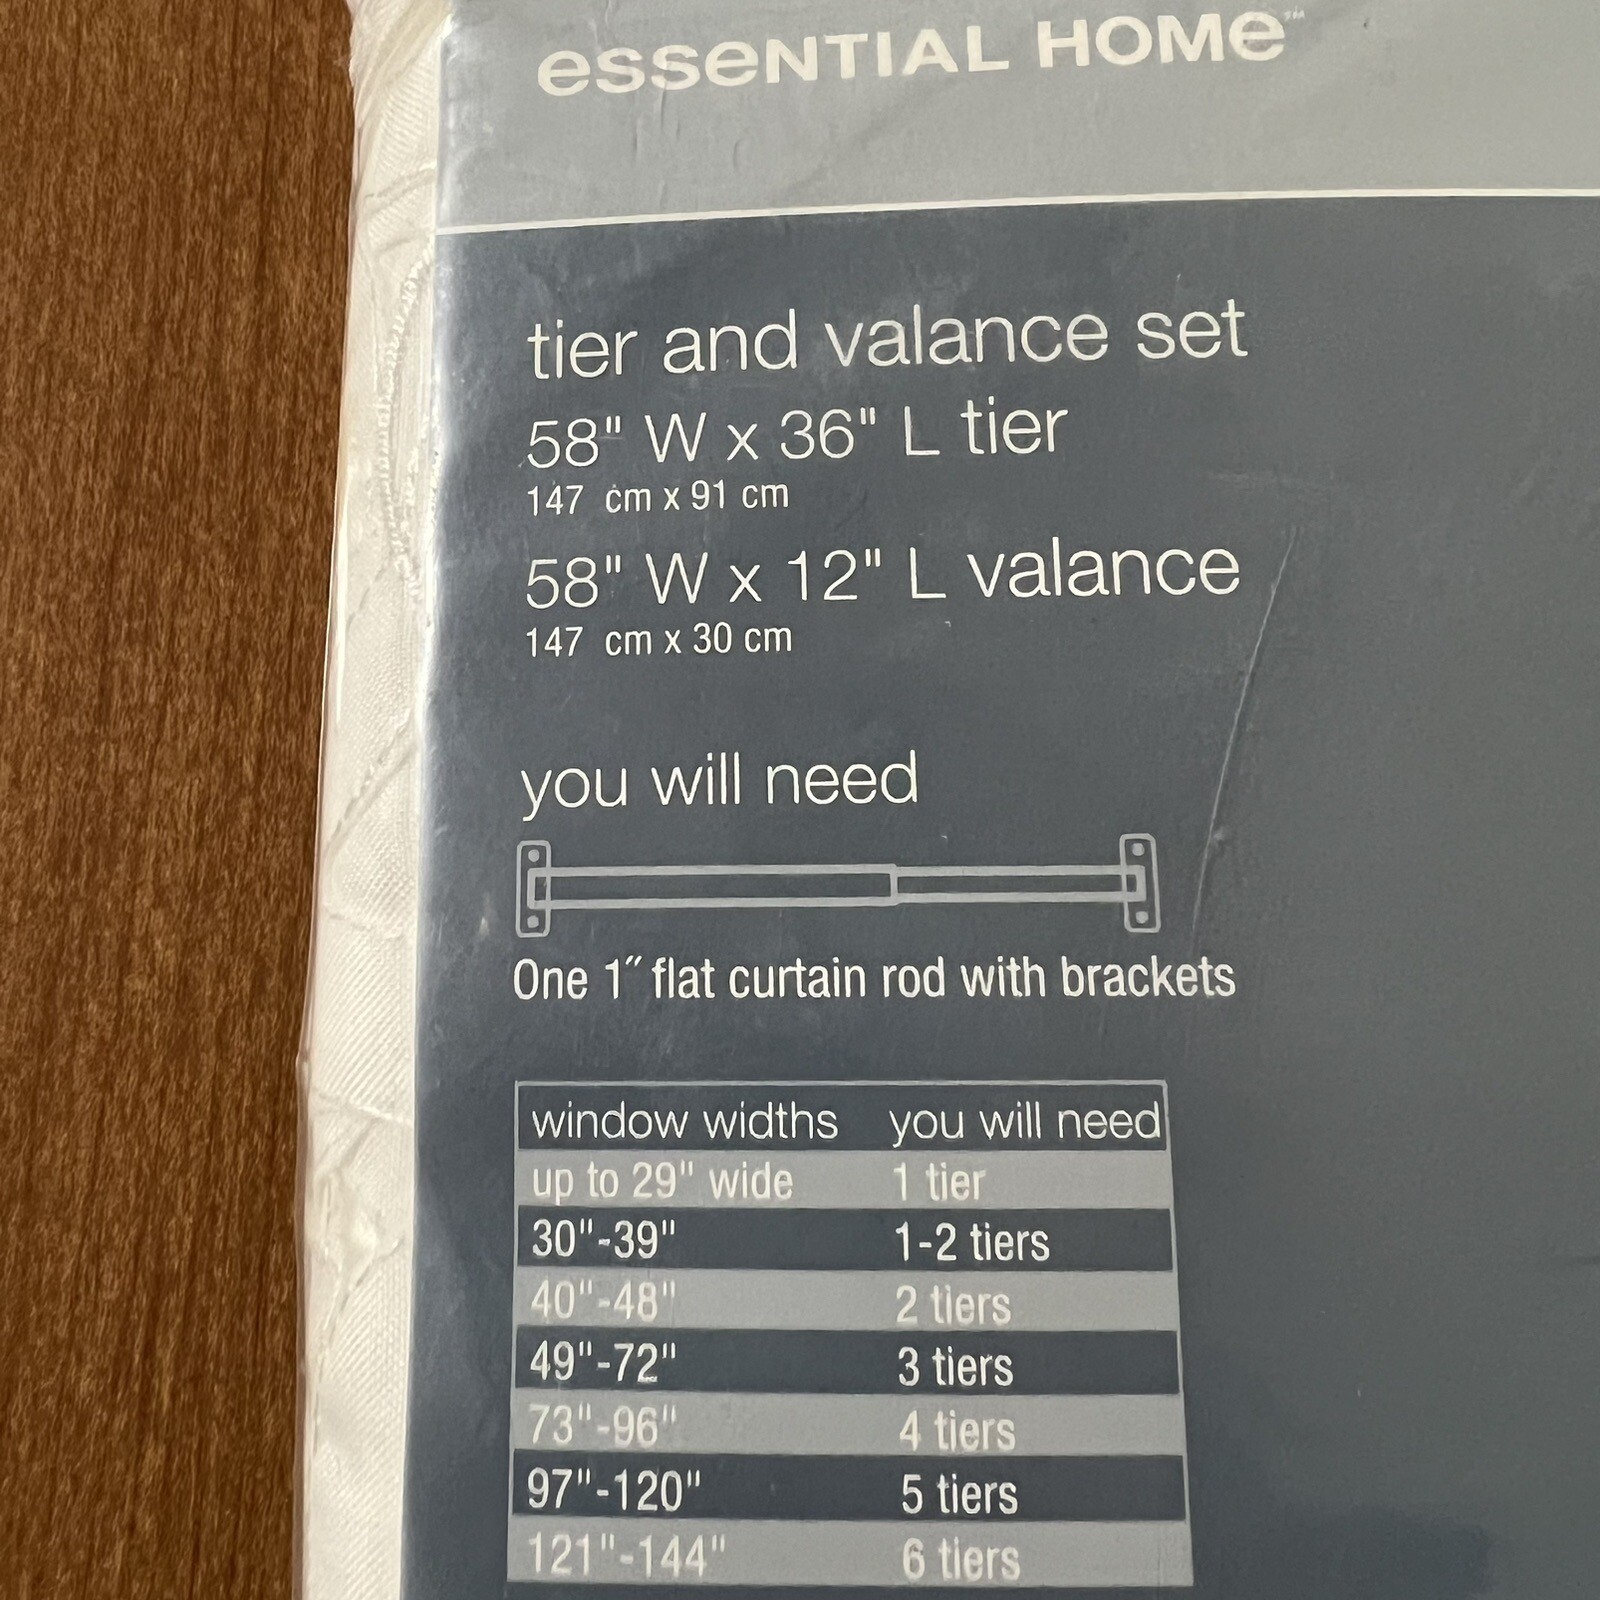 essential home™
tier and valance set
58" W x 36" L tier
147 cm x 91 cm
58" W x 12" L valance
147 cm x 30 cm
you will need
One 1″ flat curtain rod with brackets
window widths you will need
up to 29" wide 1 tier
30"-39" 1-2 tiers
40"-48" 2 tiers
49"-72" 3 tiers
73"-96" 4 tiers
97"-120" 5 tiers
121"-144" 6 tiers